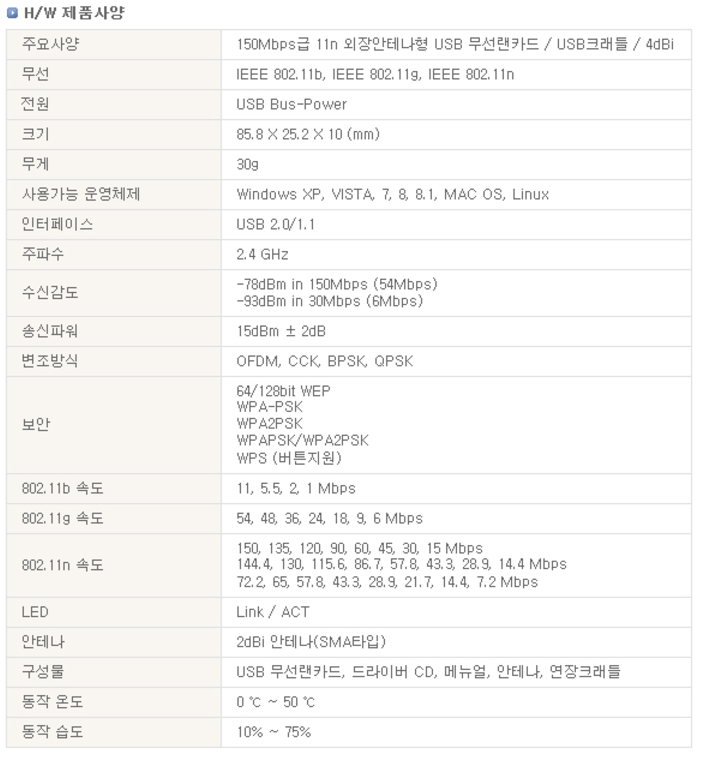 H/W 제품사양
주요사양 150Mbps급 11n 외장안테나형 USB 무선랜카드 / USB크래들 / 4dBi
무선 IEEE 802.11b, IEEE 802.11g, IEEE 802.11n
전원 USB Bus-Power
크기 85.8 X 25.2 X 10 (mm)
무게 30g
사용가능 운영체제 Windows XP, VISTA, 7, 8, 8.1, MAC OS, Linux
인터페이스 USB 2.0/1.1
주파수 2.4 GHz
수신감도 -78dBm in 150Mbps (54Mbps)
-93dBm in 30Mbps (6Mbps)
송신파워 15dBm ± 2dB
변조방식 OFDM, CCK, BPSK, QPSK
보안 64/128bit WEP
WPA-PSK
WPA2PSK
WPAPSK/WPA2PSK
WPS (버튼지원)
802.11b 속도 11, 5.5, 2, 1 Mbps
802.11g 속도 54, 48, 36, 24, 18, 9, 6 Mbps
802.11n 속도 150, 135, 120, 90, 60, 45, 30, 15 Mbps
144.4, 130, 115.6, 86.7, 57.8, 43.3, 28.9, 14.4 Mbps
72.2, 65, 57.8, 43.3, 28.9, 21.7, 14.4, 7.2 Mbps
LED Link / ACT
안테나 2dBi 안테나(SMA타입)
구성물 USB 무선랜카드, 드라이버 CD, 메뉴얼, 안테나, 연장크래들
동작 온도 0 ℃ ~ 50 ℃
동작 습도 10% ~ 75%